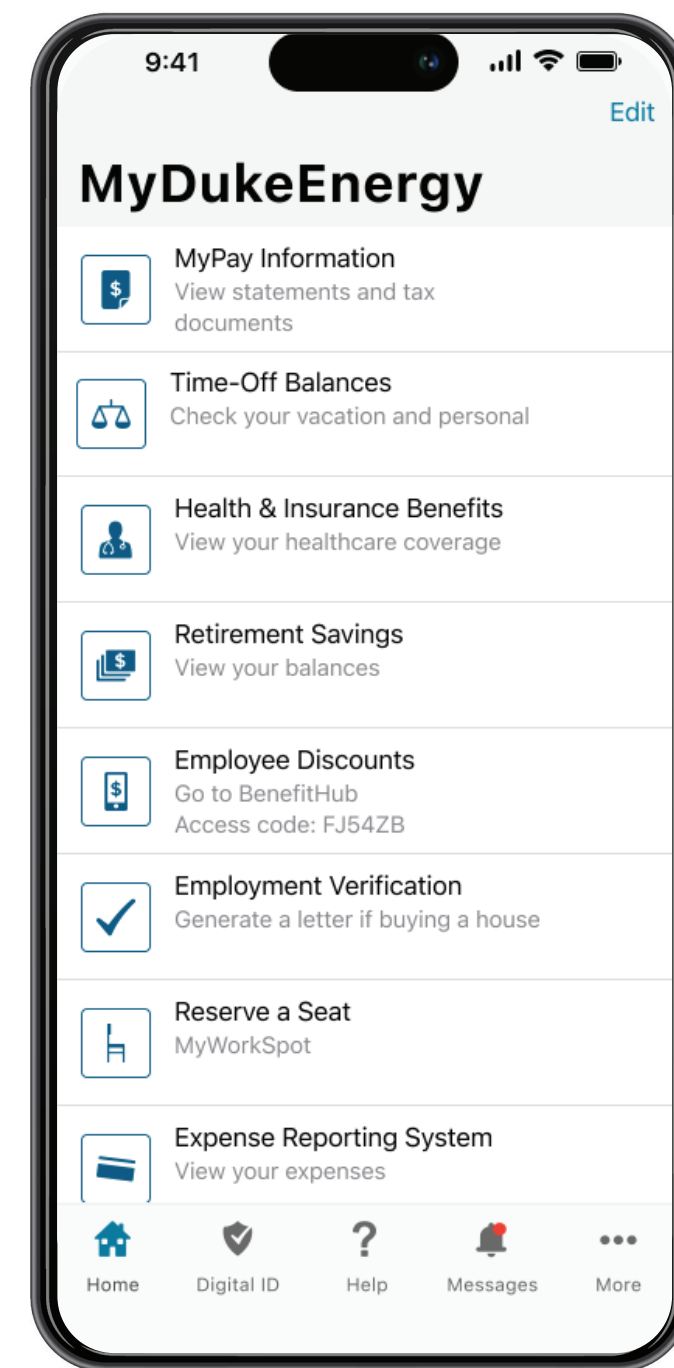 9:41
Edit
MyDukeEnergy
MyPay Information
View statements and tax
documents
Time-Off Balances
Check your vacation and personal
Health & Insurance Benefits
View your healthcare coverage
Retirement Savings
View your balances
Employee Discounts
Go to BenefitHub
Access code: FJ54ZB
Employment Verification
Generate a letter if buying a house
Reserve a Seat
MyWorkSpot
Expense Reporting System
View your expenses
Home Digital ID Help Messages More